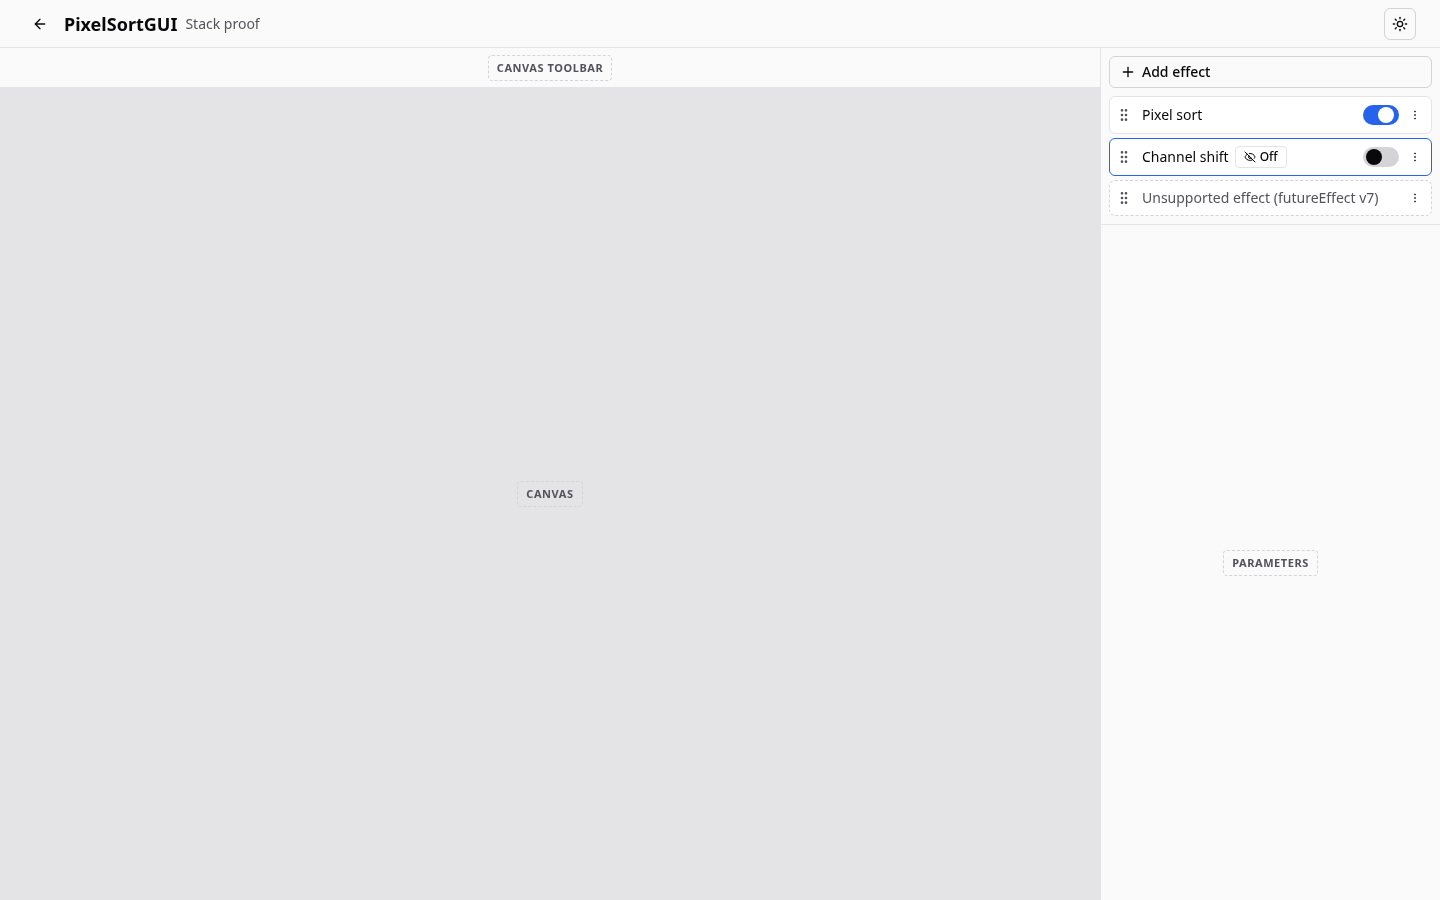 PixelSortGUI Stack proof
CANVAS TOOLBAR
Add effect
Pixel sort
Channel shift Off
Unsupported effect (futureEffect v7)
CANVAS
PARAMETERS